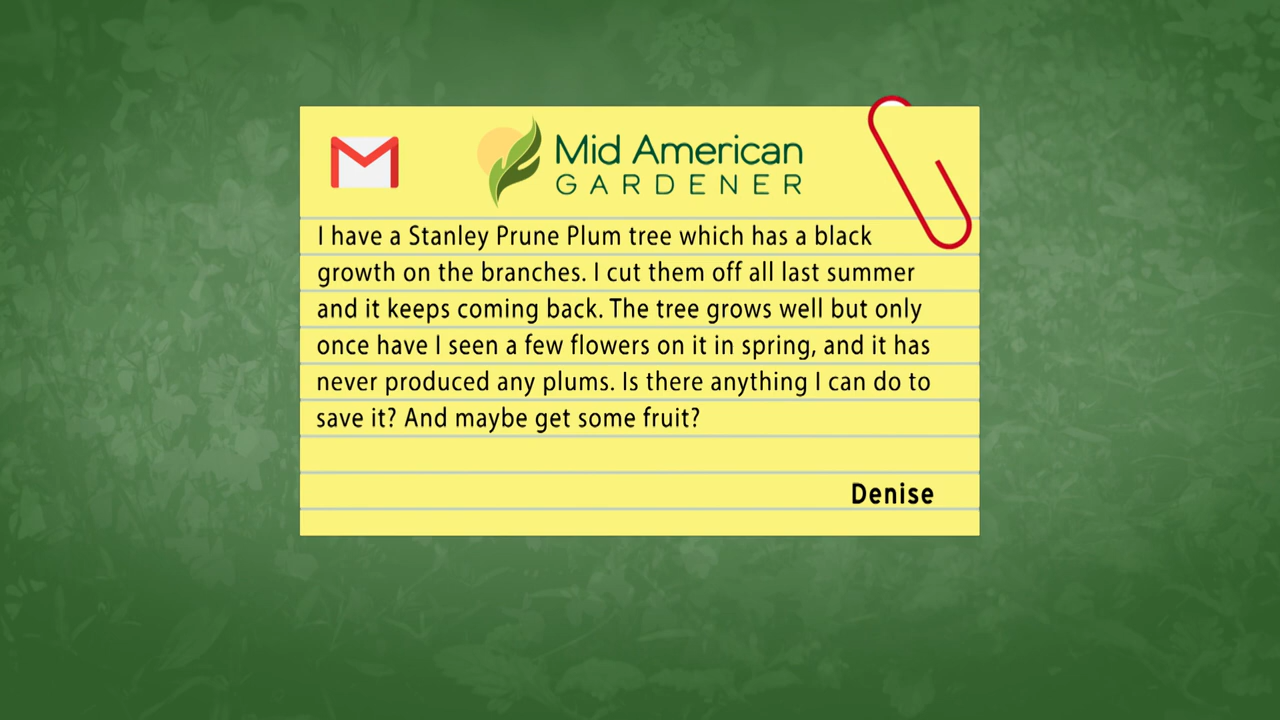 Mid American
GARDENER
I have a Stanley Prune Plum tree which has a black
growth on the branches. I cut them off all last summer
and it keeps coming back. The tree grows well but only
once have I seen a few flowers on it in spring, and it has
never produced any plums. Is there anything I can do to
save it? And maybe get some fruit?
Denise